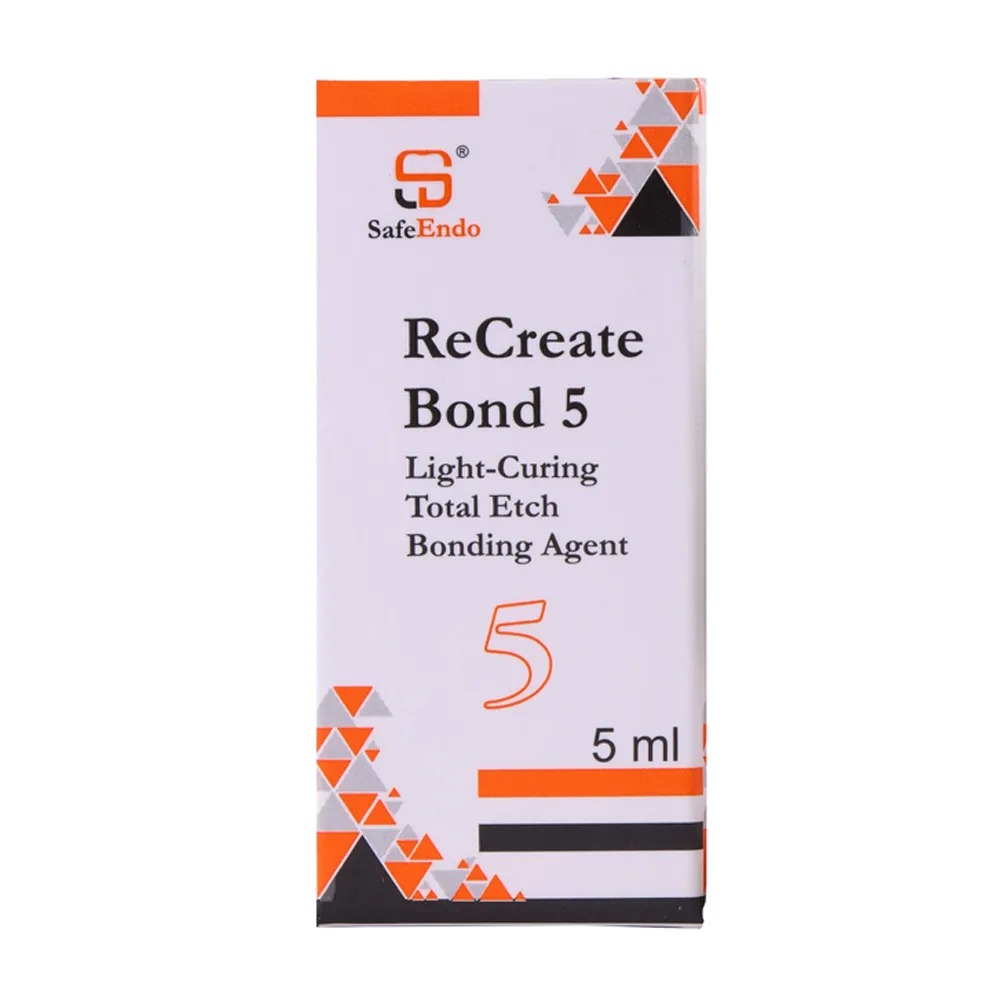 ®
SafeEndo
ReCreate
Bond 5
Light-Curing
Total Etch
Bonding Agent
5
5 ml